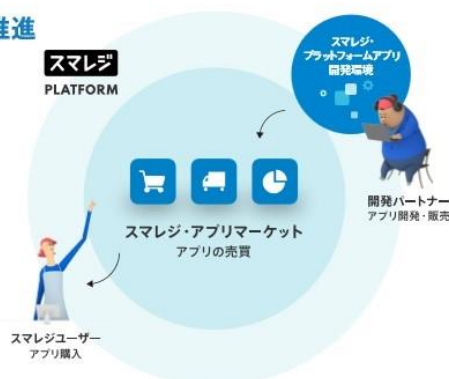 推進
スマレジ
PLATFORM
スマレジ・
プラットフォームアプリ
開発環境
開発パートナー
アプリ開発・販売
スマレジ・アプリマーケット
アプリの売買
スマレジユーザー
アプリ購入